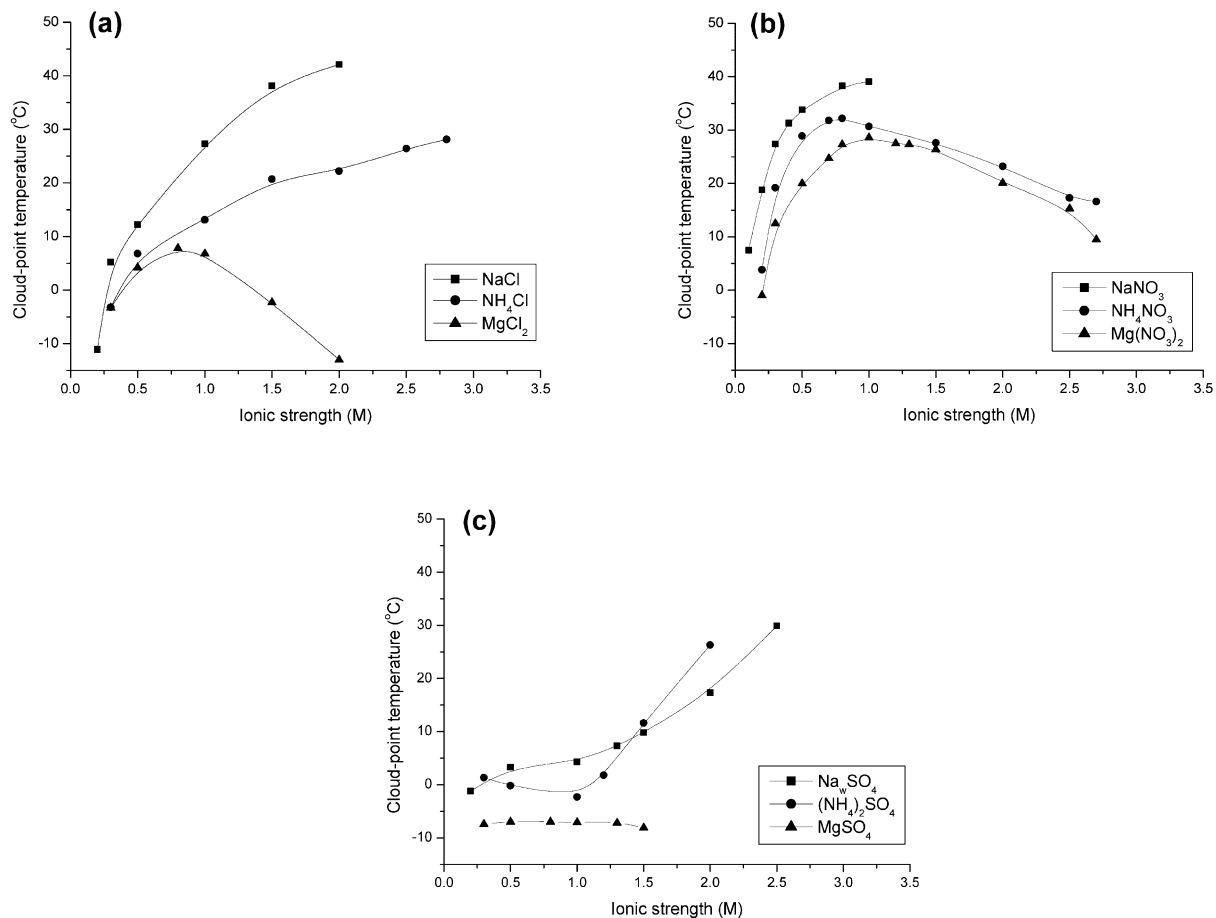 (a)
50
40
30
20
10
0
-10
Cloud-point temperature (°C)
0.0 0.5 1.0 1.5 2.0 2.5 3.0 3.5
Ionic strength (M)
NaCl
NH₄Cl
MgCl₂
(b)
50
40
30
20
10
0
-10
Cloud-point temperature (°C)
0.0 0.5 1.0 1.5 2.0 2.5 3.0 3.5
Ionic strength (M)
NaNO₃
NH₄NO₃
Mg(NO₃)₂
(c)
50
40
30
20
10
0
-10
Cloud-point temperature (°C)
0.0 0.5 1.0 1.5 2.0 2.5 3.0 3.5
Ionic strength (M)
Na_wSO₄
(NH₄)₂SO₄
MgSO₄